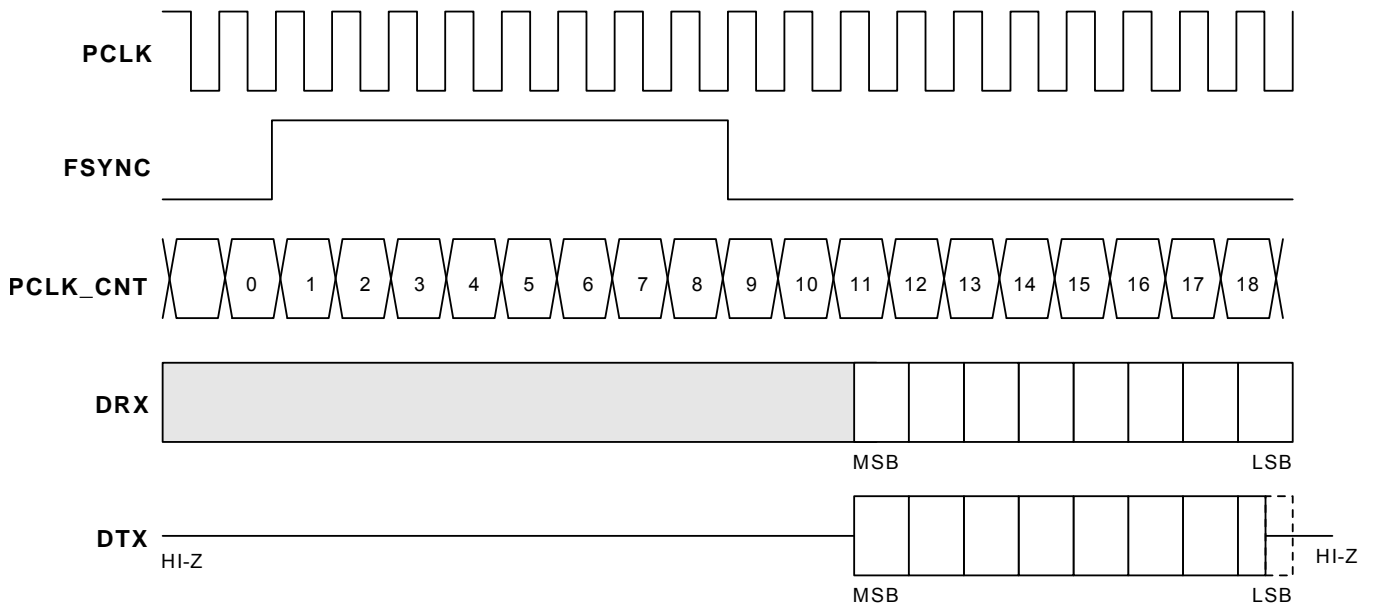 PCLK
FSYNC
PCLK_CNT 0 1 2 3 4 5 6 7 8 9 10 11 12 13 14 15 16 17 18
DRX
MSB LSB
DTX
HI-Z HI-Z
MSB LSB